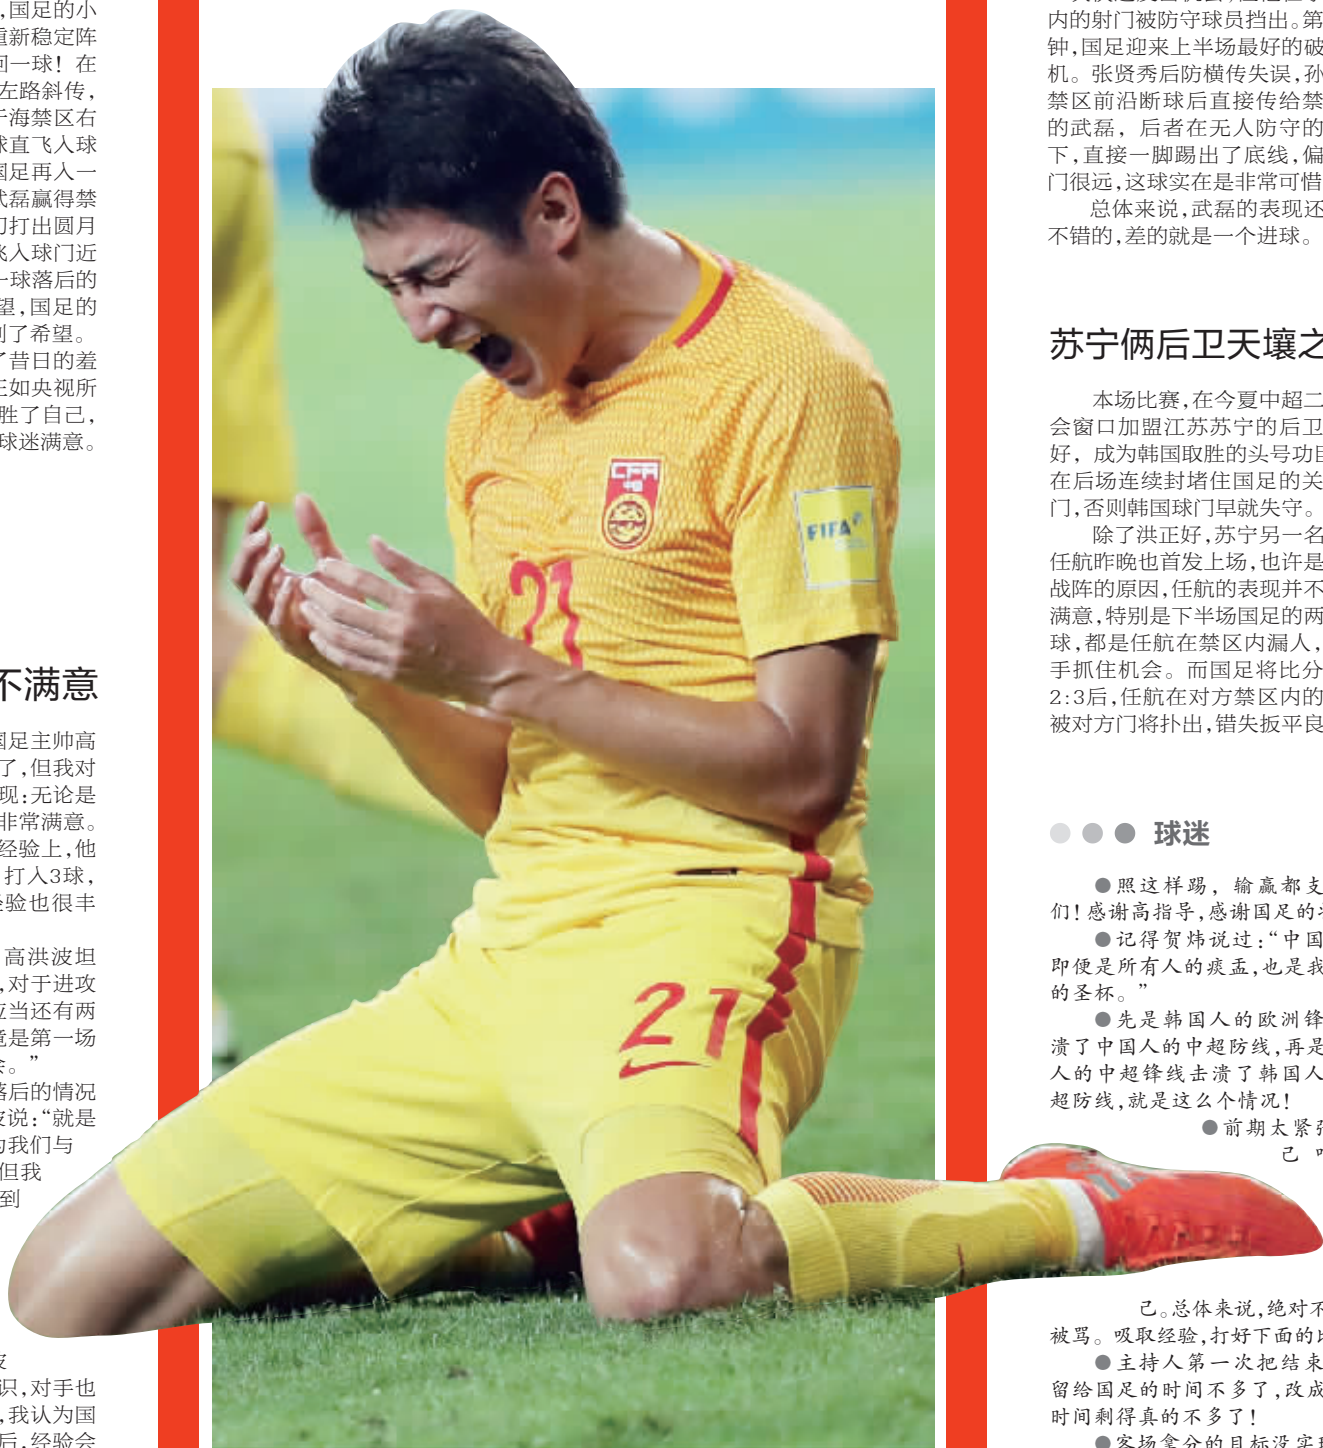 ，国足的小
重新稳定阵
回一球！在
左路斜传，
于海禁区右
球直飞入球
国足再入一
武磊赢得禁
刀打出圆月
飞入球门近
一球落后的
望，国足的
到了希望。
了昔日的羞
正如央视所
胜了自己，
球迷满意。
不满意
国足主帅高
了，但我对
现：无论是
非常满意。
经验上，他
打入3球，
经验也很丰
高洪波坦
，对于进攻
应当还有两
竟是第一场
会。”
落后的情况
波说：“就是
为我们与
但我
到
识，对手也
，我认为国
后，经验会
CFA
FIFA
21
21
内的射门被防守球员挡出。第
钟，国足迎来上半场最好的破
机。张贤秀后防横传失误，孙
禁区前沿断球后直接传给禁
的武磊，后者在无人防守的
下，直接一脚踢出了底线，偏
门很远，这球实在是非常可惜
总体来说，武磊的表现还
不错的，差的就是一个进球。
苏宁俩后卫天壤之
本场比赛，在今夏中超二
会窗口加盟江苏苏宁的后卫
好，成为韩国取胜的头号功臣
在后场连续封堵住国足的关
门，否则韩国球门早就失守。
除了洪正好，苏宁另一名
任航昨晚也首发上场，也许是
战阵的原因，任航的表现并不
满意，特别是下半场国足的两
球，都是任航在禁区内漏人，
手抓住机会。而国足将比分
2:3后，任航在对方禁区内的
被对方门将扑出，错失扳平良
●●● 球迷
●照这样踢，输赢都支
们！感谢高指导，感谢国足的
●记得贺炜说过：“中国
即便是所有人的痰盂，也是我
的圣杯。”
●先是韩国人的欧洲锋
溃了中国人的中超防线，再是
人的中超锋线去溃了韩国人
超防线，就是这么个情况！
●前期太紧张
己
己。总体来说，绝对不
被骂。吸取经验，打好下面的比
●主持人第一次把结束
留给国足的时间不多了，改成
时间剩得真的不多了！
●客场拿分的目标没实现